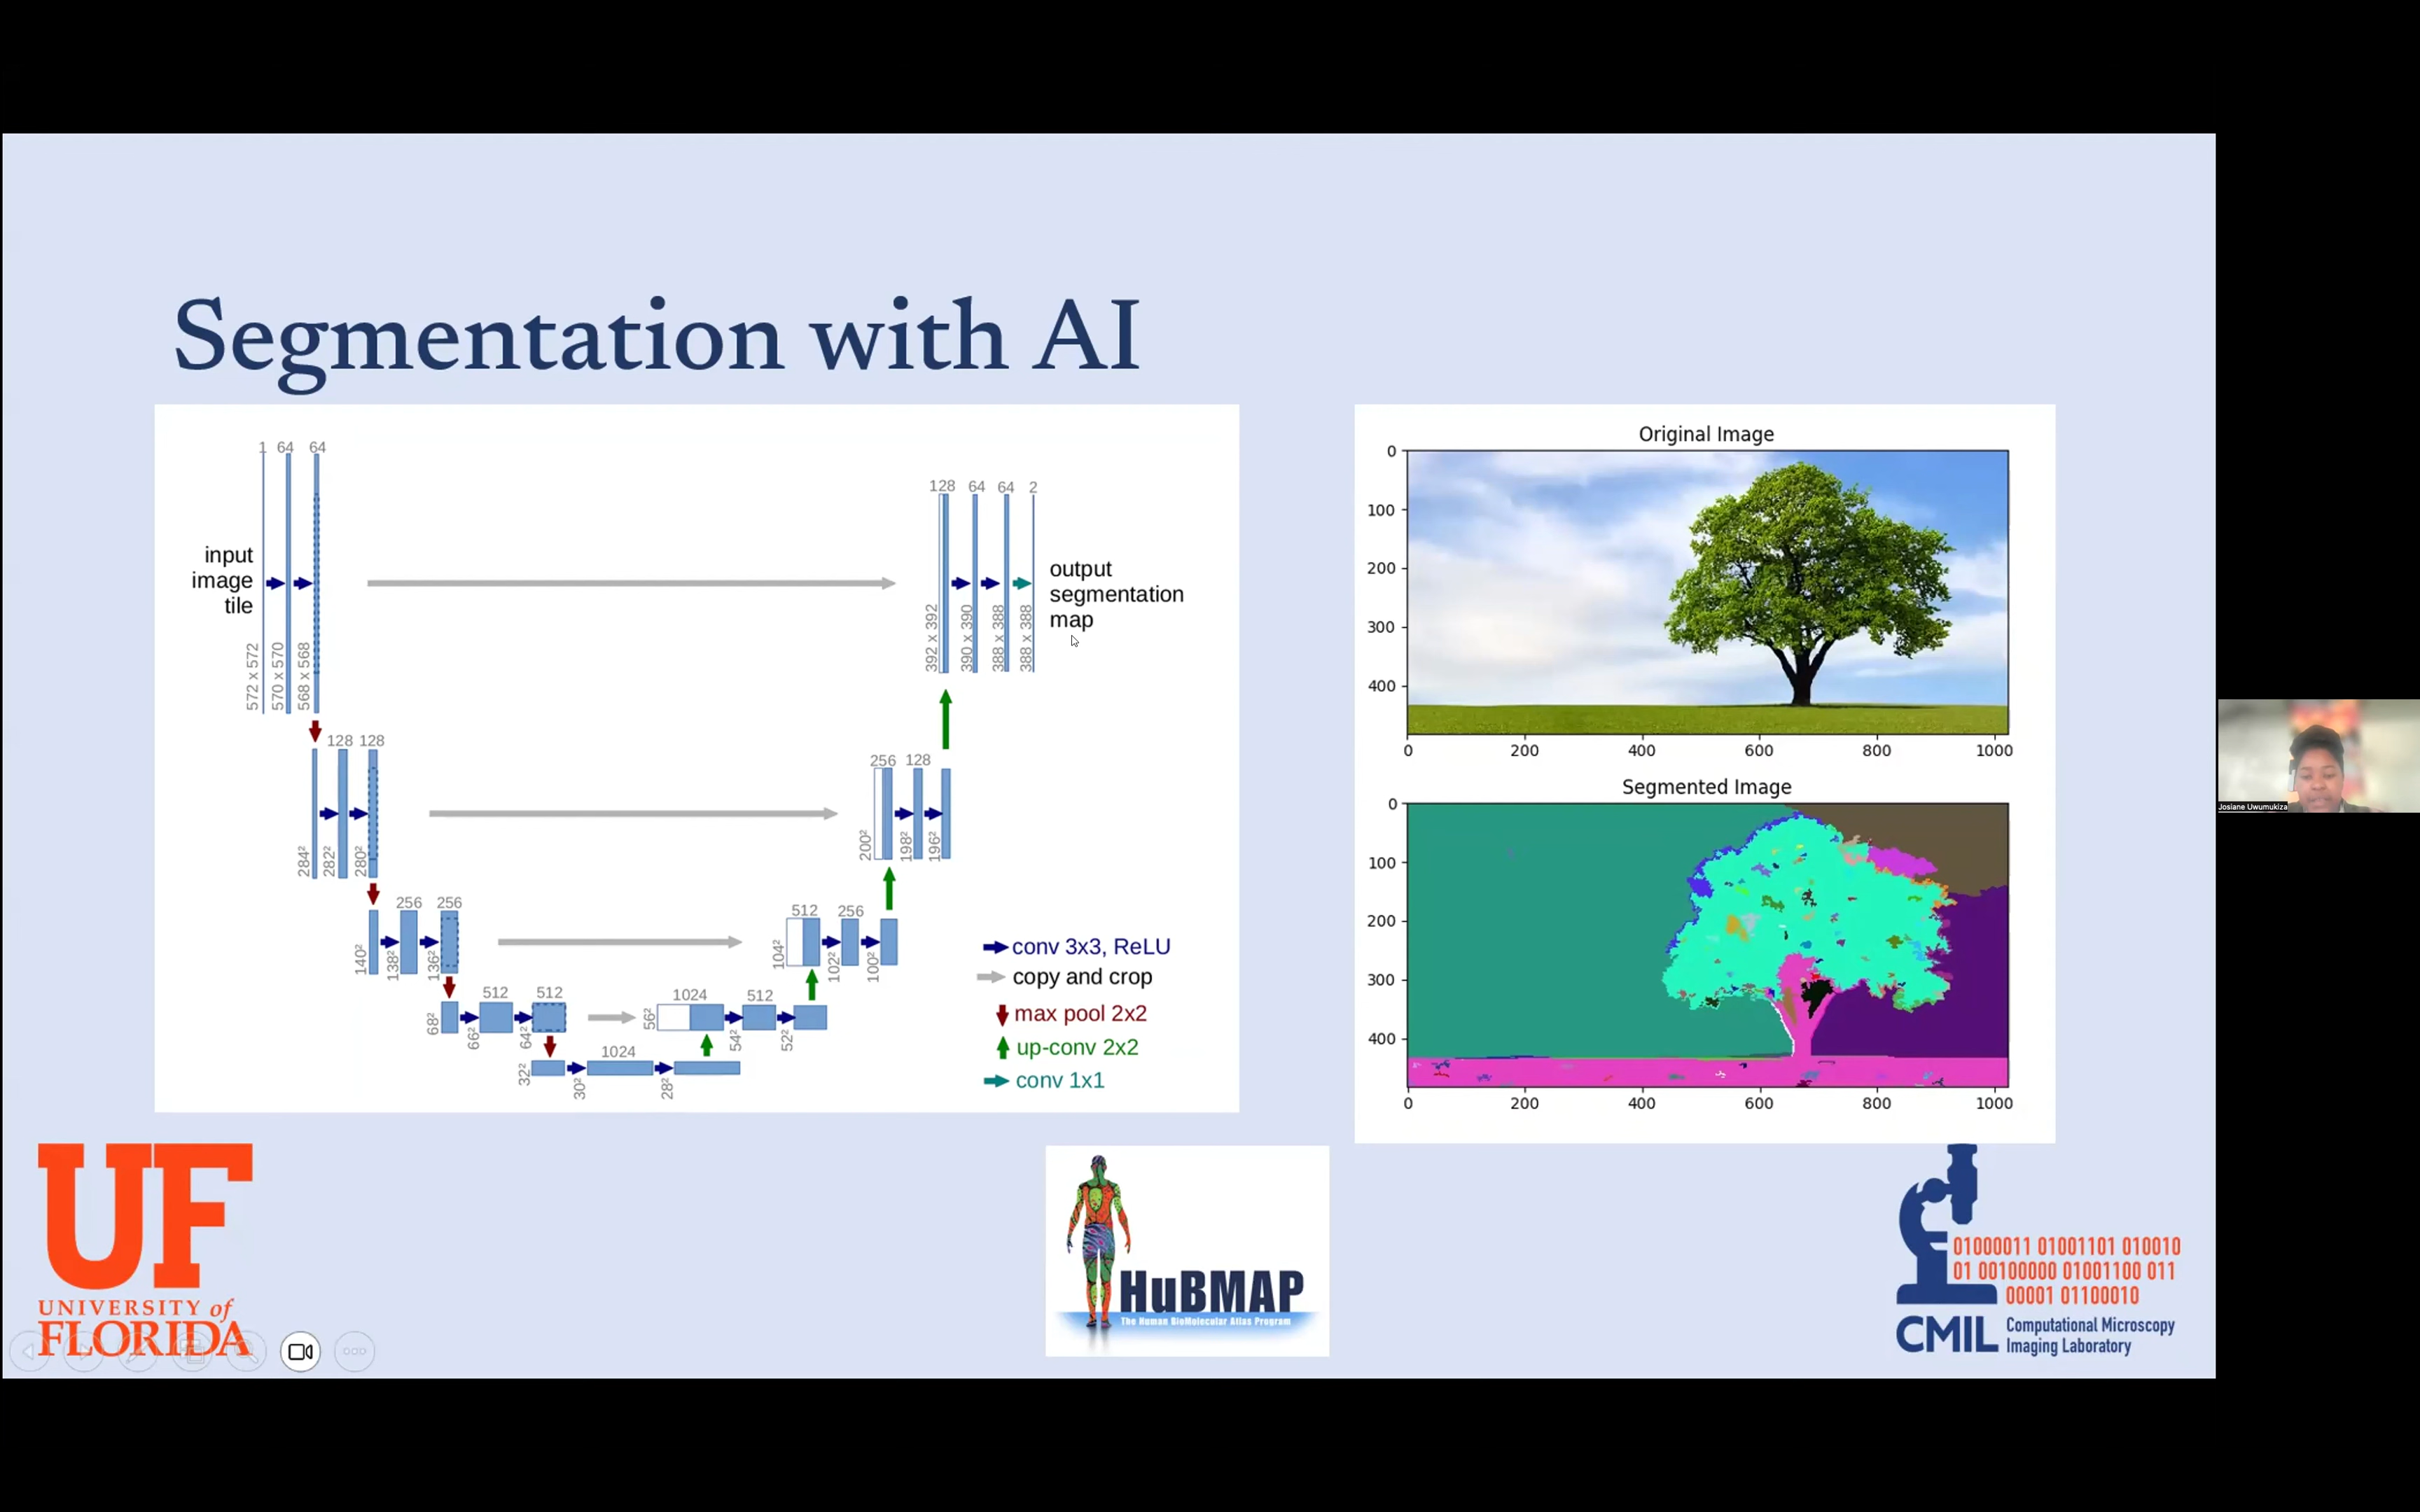 Segmentation with AI
1 64 64
input
image
tile
572 x 572
570 x 570
568 x 568
128 128
284²
282²
280²
256 256
140²
138²
136²
512 512
68²
66²
64²
1024
32²
30²
28²
1024 512
56²
54²
52²
512 256
104²
102²
100²
256 128
200²
198²
196²
128 64 64 2
392 x 392
390 x 390
388 x 388
388 x 388
output
segmentation
map
conv 3x3, ReLU
copy and crop
max pool 2x2
up-conv 2x2
conv 1x1
Original Image
0
100
200
300
400
0 200 400 600 800 1000
Segmented Image
0
100
200
300
400
0 200 400 600 800 1000
Josiane Uwumukiza
UF
UNIVERSITY of
FLORIDA
HuBMAP
The Human BioMolecular Atlas Program
01000011 01001101 010010
01 00100000 01001100 011
00001 01100010
CMIL Computational Microscopy
Imaging Laboratory